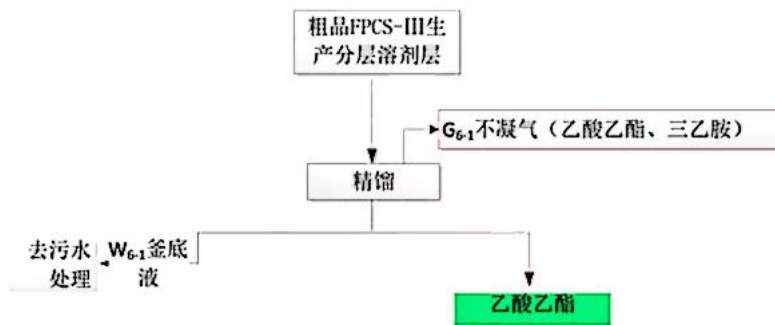 粗品FPCS-III生
产分层溶剂层
G6-1不凝气（乙酸乙酯、三乙胺）
精馏
去污水
处理
W6-1釜底
液
乙酸乙酯